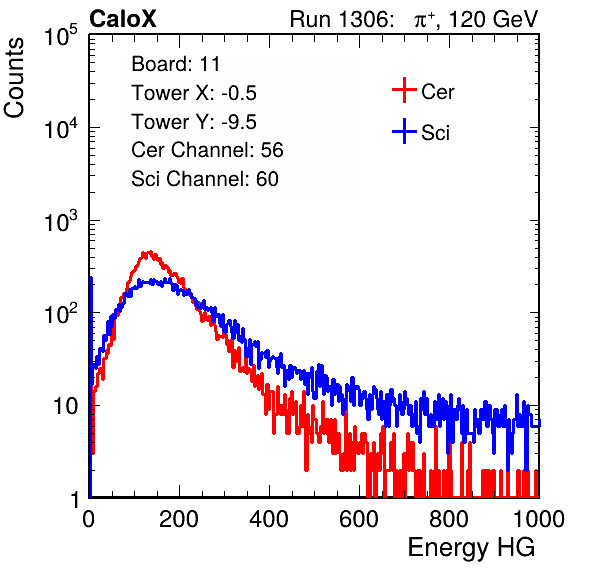 CaloX Run 1306: π⁺, 120 GeV
Counts
Board: 11
Tower X: -0.5
Tower Y: -9.5
Cer Channel: 56
Sci Channel: 60
Cer
Sci
10⁵
10⁴
10³
10²
10
1
0 200 400 600 800 1000
Energy HG